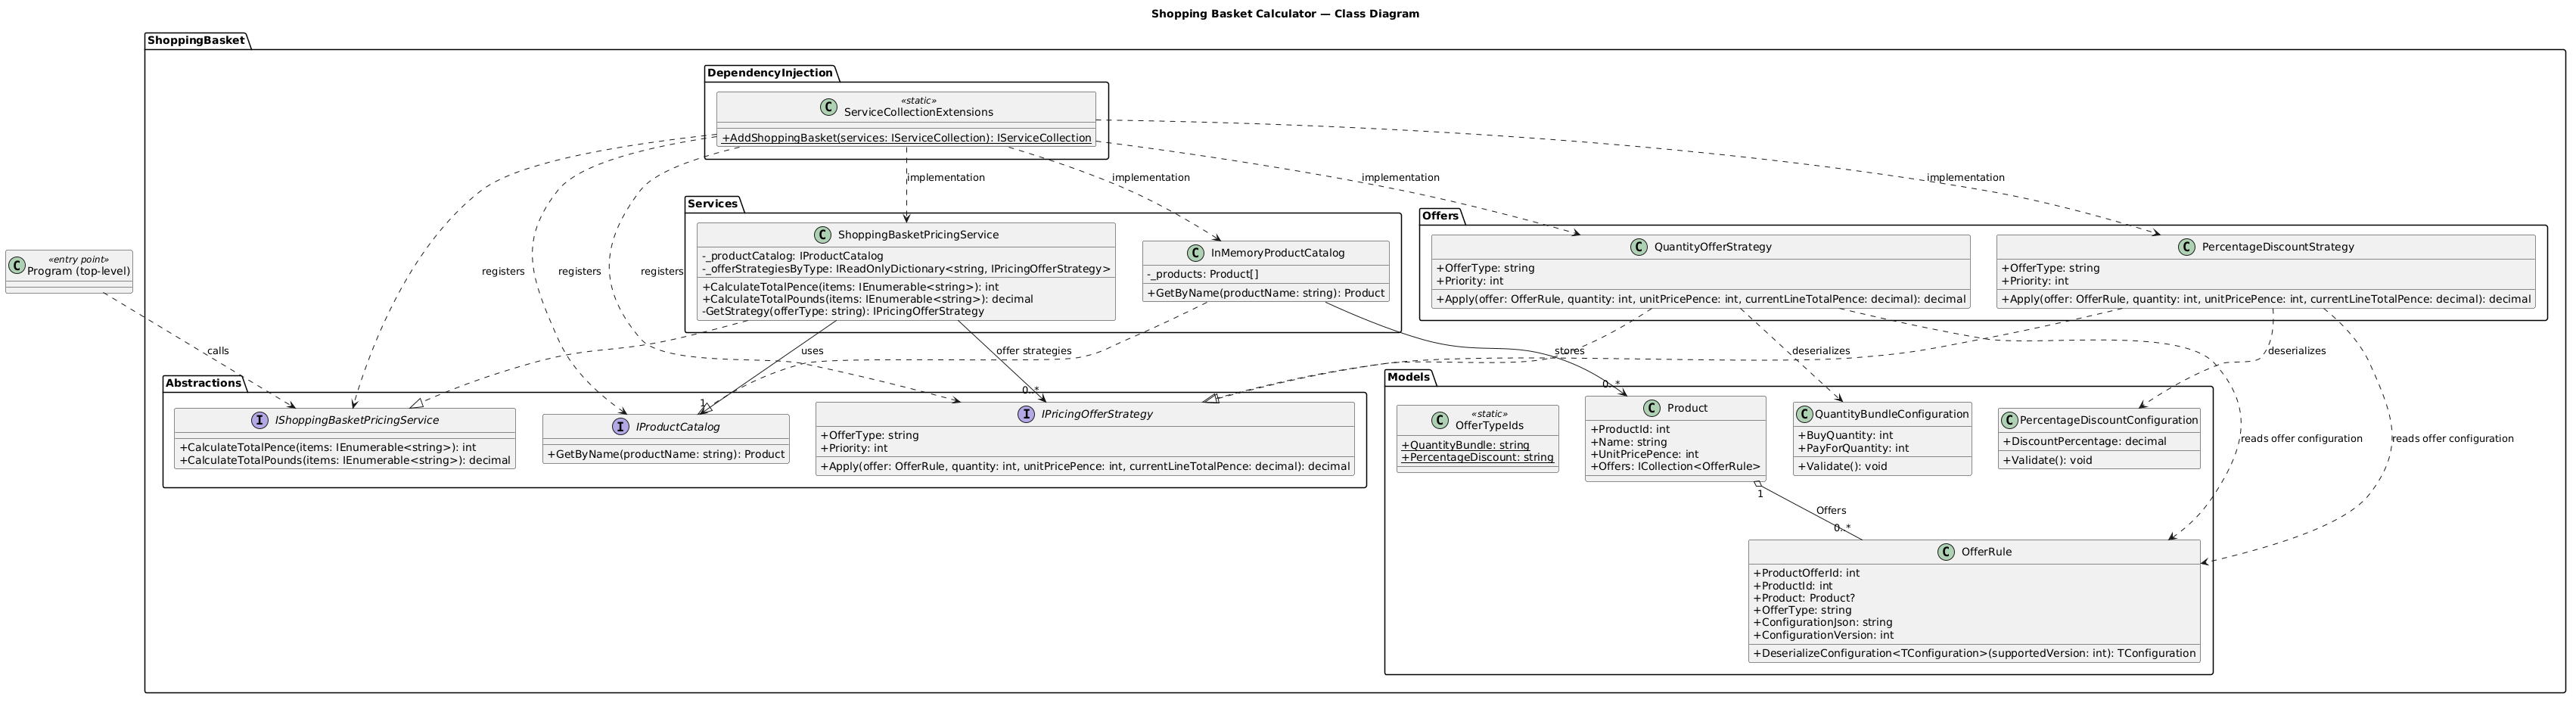 Shopping Basket Calculator — Class Diagram
ShoppingBasket
DependencyInjection
C
«static»
ServiceCollectionExtensions
+AddShoppingBasket(services: IServiceCollection): IServiceCollection
implementation
implementation
implementation
implementation
registers
registers
registers
Services
C
ShoppingBasketPricingService
-_productCatalog: IProductCatalog
-_offerStrategiesByType: IReadOnlyDictionary<string, IPricingOfferStrategy>
+CalculateTotalPence(items: IEnumerable<string>): int
+CalculateTotalPounds(items: IEnumerable<string>): decimal
-GetStrategy(offerType: string): IPricingOfferStrategy
C
InMemoryProductCatalog
-_products: Product[]
+GetByName(productName: string): Product
Offers
C
QuantityOfferStrategy
+OfferType: string
+Priority: int
+Apply(offer: OfferRule, quantity: int, unitPricePence: int, currentLineTotalPence: decimal): decimal
C
PercentageDiscountStrategy
+OfferType: string
+Priority: int
+Apply(offer: OfferRule, quantity: int, unitPricePence: int, currentLineTotalPence: decimal): decimal
C
«entry point»
Program (top-level)
calls
uses
1
offer strategies
0..*
stores
0..*
deserializes
deserializes
reads offer configuration
reads offer configuration
Abstractions
I
IShoppingBasketPricingService
+CalculateTotalPence(items: IEnumerable<string>): int
+CalculateTotalPounds(items: IEnumerable<string>): decimal
I
IProductCatalog
+GetByName(productName: string): Product
I
IPricingOfferStrategy
+OfferType: string
+Priority: int
+Apply(offer: OfferRule, quantity: int, unitPricePence: int, currentLineTotalPence: decimal): decimal
Models
C
«static»
OfferTypeIds
+QuantityBundle: string
+PercentageDiscount: string
C
Product
+ProductId: int
+Name: string
+UnitPricePence: int
+Offers: ICollection<OfferRule>
C
QuantityBundleConfiguration
+BuyQuantity: int
+PayForQuantity: int
+Validate(): void
C
PercentageDiscountConfiguration
+DiscountPercentage: decimal
+Validate(): void
1
Offers
0..*
C
OfferRule
+ProductOfferId: int
+ProductId: int
+Product: Product?
+OfferType: string
+ConfigurationJson: string
+ConfigurationVersion: int
+DeserializeConfiguration<TConfiguration>(supportedVersion: int): TConfiguration